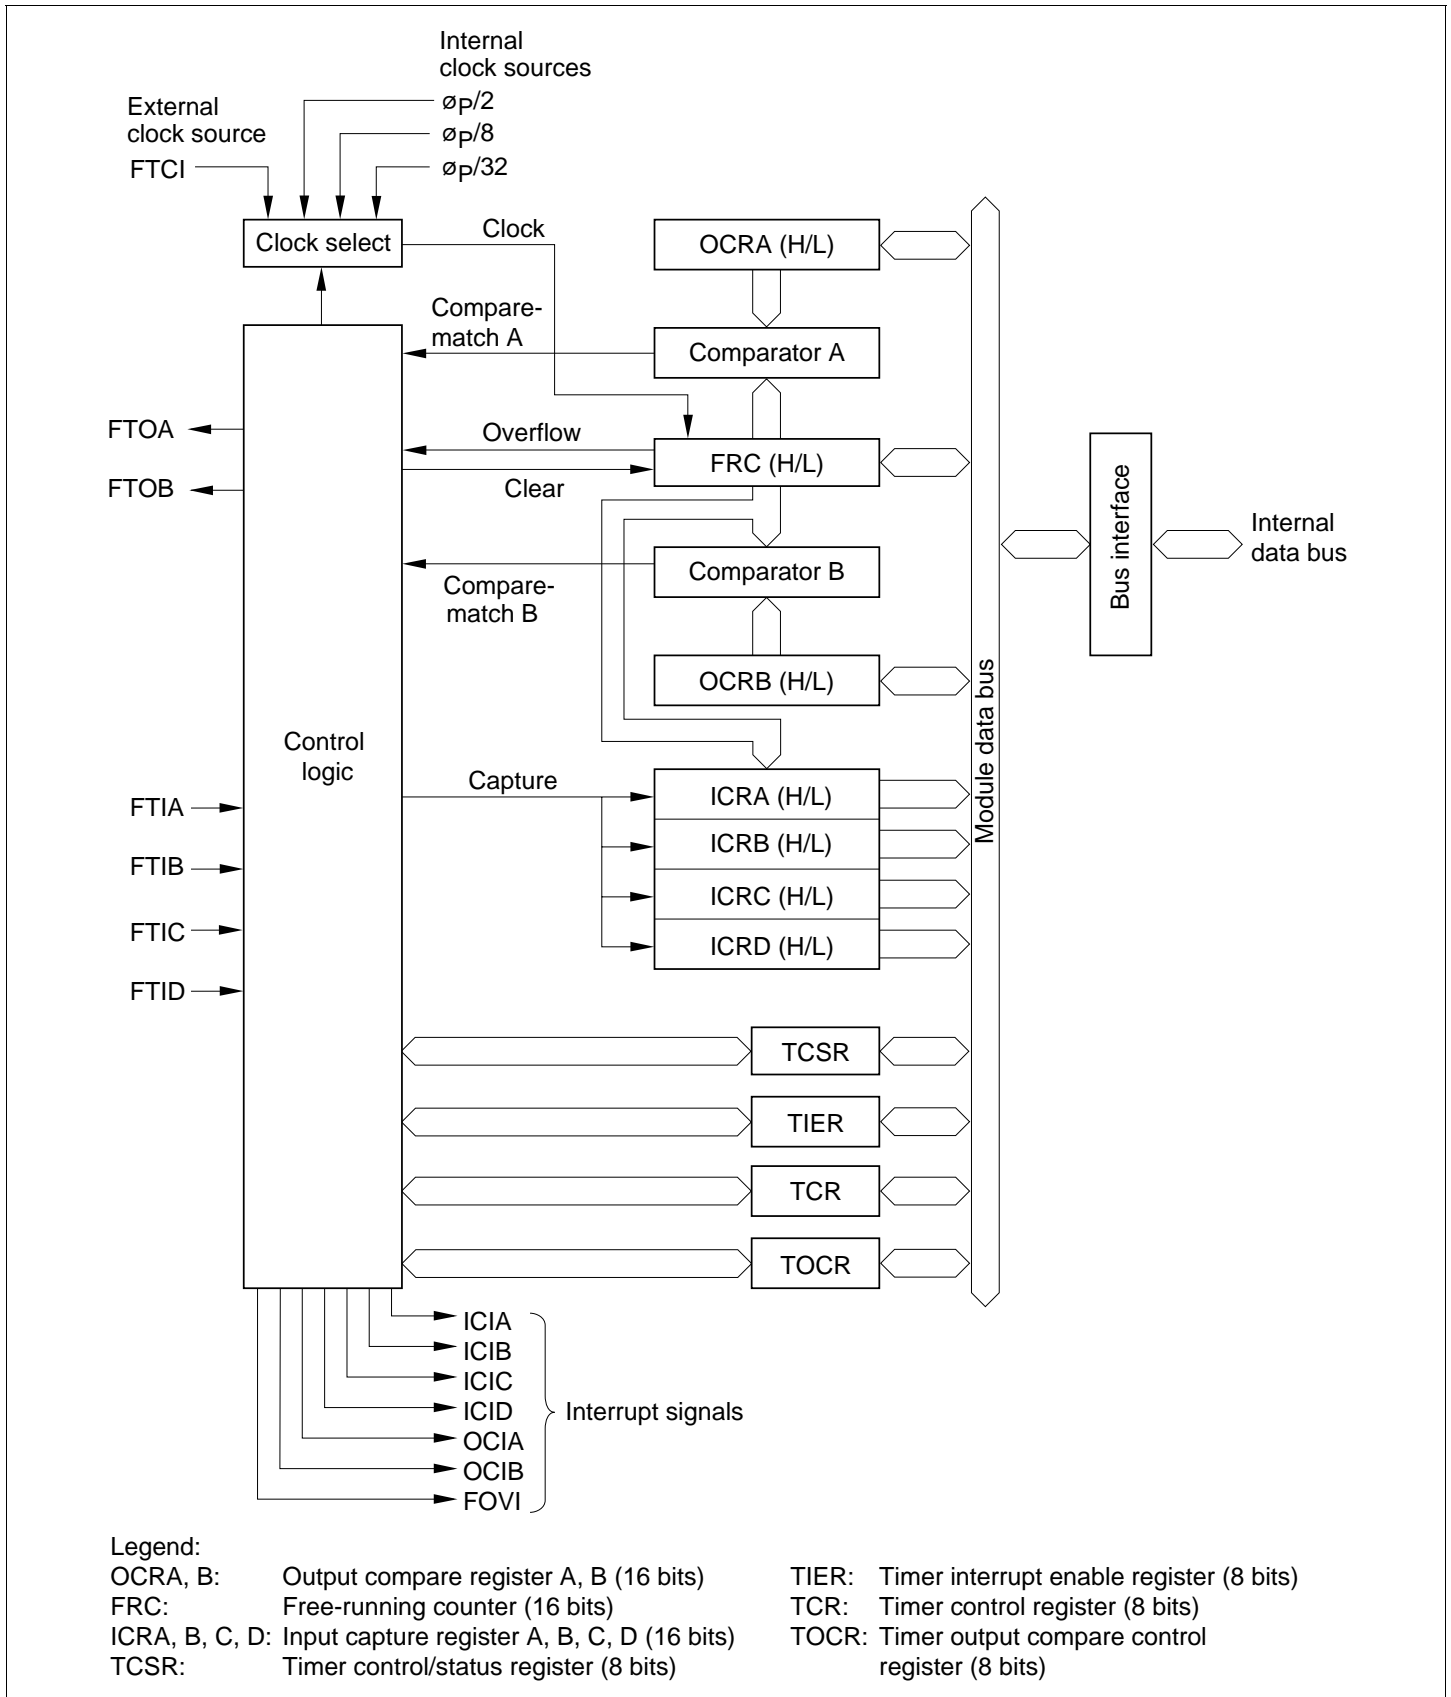 Internal
clock sources
External
clock source
øP/2
øP/8
FTCI
øP/32
Clock select
Clock
OCRA (H/L)
Compare-
match A
Comparator A
FTOA
Overflow
FRC (H/L)
FTOB
Clear
Bus interface
Internal
data bus
Comparator B
Compare-
match B
OCRB (H/L)
Module data bus
Control
logic
Capture
FTIA
ICRA (H/L)
ICRB (H/L)
FTIB
ICRC (H/L)
FTIC
ICRD (H/L)
FTID
TCSR
TIER
TCR
TOCR
ICIA
ICIB
ICIC
ICID
OCIA
OCIB
FOVI
Interrupt signals
Legend:
OCRA, B: Output compare register A, B (16 bits)
FRC: Free-running counter (16 bits)
ICRA, B, C, D: Input capture register A, B, C, D (16 bits)
TCSR: Timer control/status register (8 bits)
TIER: Timer interrupt enable register (8 bits)
TCR: Timer control register (8 bits)
TOCR: Timer output compare control
register (8 bits)